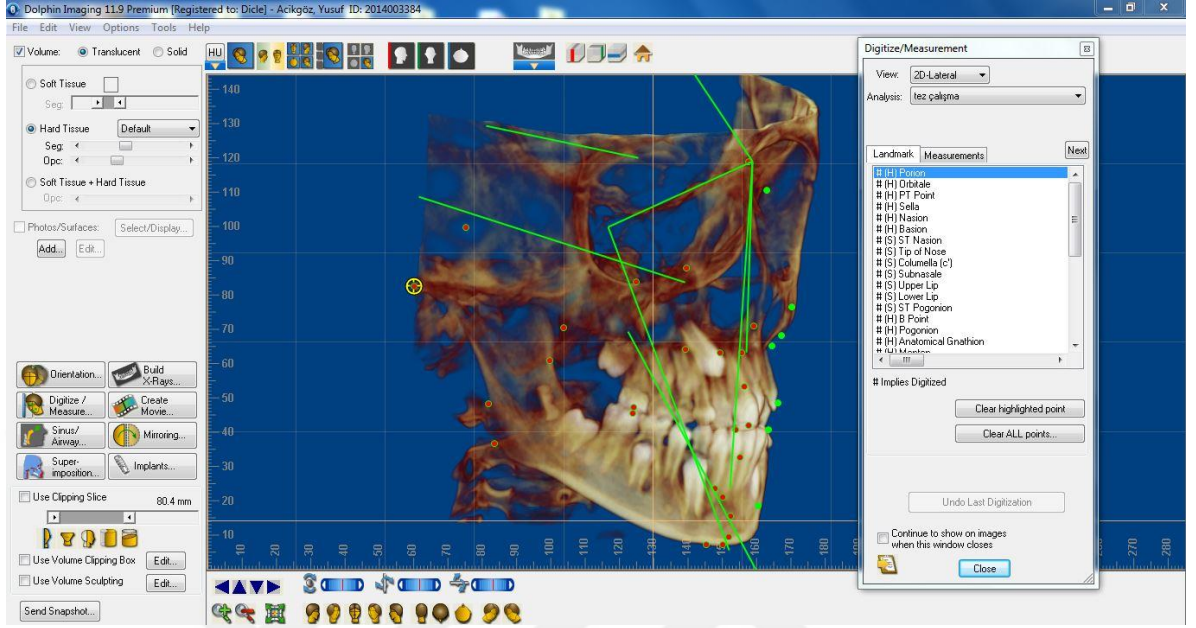 Dolphin Imaging 11.9 Premium [Registered to: Dicle] - Acikgöz, Yusuf ID: 2014003384
File Edit View Options Tools Help
Volume: Translucent Solid
Soft Tissue
Seg:
Hard Tissue Default
Seg:
Opc:
Soft Tissue + Hard Tissue
Opc:
Photos/Surfaces: Select/Display...
Add... Edit...
Orientation... Build X-Rays...
Digitize / Measure... Create Movie...
Sinus/ Airway... Mirroring...
Super- imposition... Implants...
Use Clipping Slice 80.4 mm
Use Volume Clipping Box Edit...
Use Volume Sculpting Edit...
Send Snapshot...
HU
140
130
120
110
100
90
80
70
60
50
40
30
20
10
10 20 30 40 50 60 70 80 90 100 110 120 130 140 150 160 170 180 270 280
Digitize/Measurement
View: 2D-Lateral
Analysis: tez çalişma
Landmark Measurements Next
# (H) Porion
# (H) Orbitale
# (H) PT Point
# (H) Sella
# (H) Nasion
# (H) Basion
# (S) ST Nasion
# (S) Tip of Nose
# (S) Columella (c')
# (S) Subnasale
# (S) Upper Lip
# (S) Lower Lip
# (S) ST Pogonion
# (H) B Point
# (H) Pogonion
# (H) Anatomical Gnathion
# (H) Menton
# Implies Digitized
Clear highlighted point
Clear ALL points...
Undo Last Digitization
Continue to show on images
when this window closes
Close